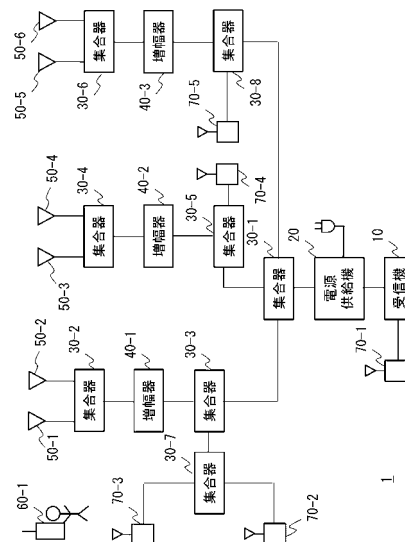 50-6
50-5
集合器
30-6
増幅器
40-3
集合器
30-8
70-5
50-4
50-3
集合器
30-4
増幅器
40-2
集合器
30-5
70-4
集合器
30-1
電源
供給機
20
受信機
10
70-1
50-2
50-1
集合器
30-2
増幅器
40-1
集合器
30-3
集合器
30-7
60-1
70-3
70-2
1